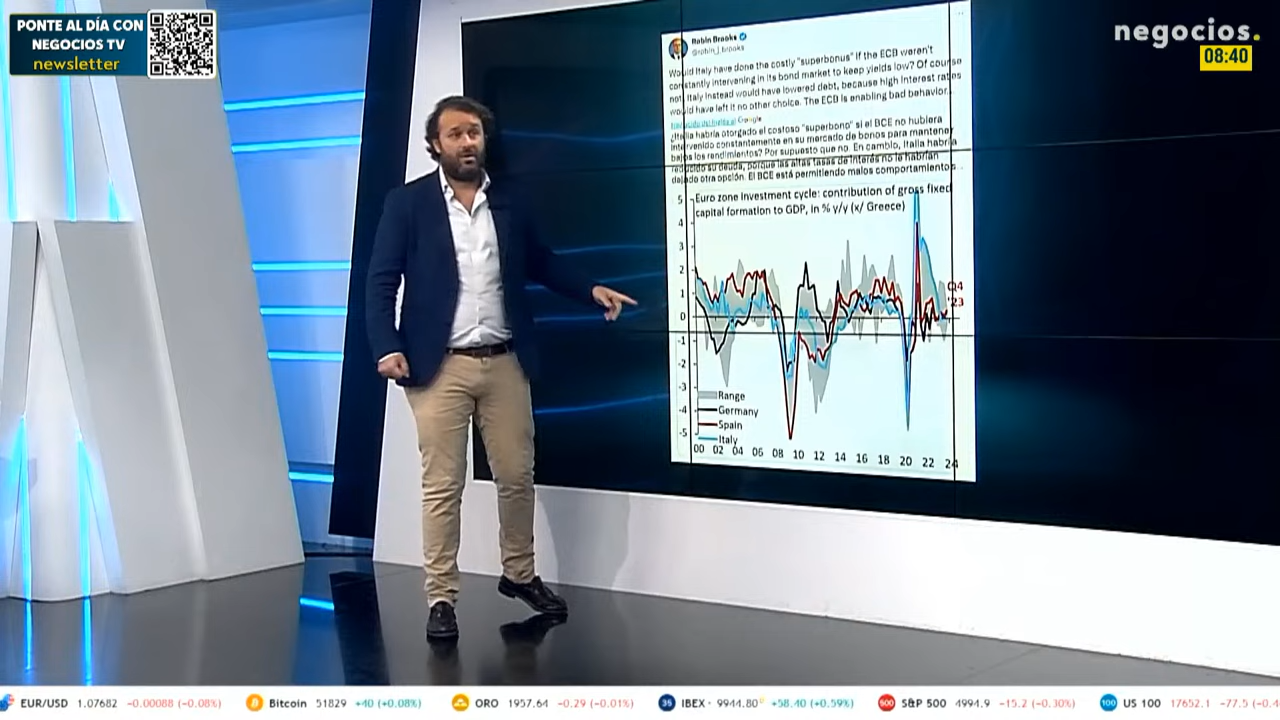 PONTE AL DÍA CON
NEGOCIOS TV
newsletter
negocios.
08:40
Robin Brooks
@robin_j_brooks
Would Italy have done the costly "superbonus" if the ECB weren't
constantly intervening in its bond market to keep yields low? Of course
not. Italy instead would have lowered debt, because high interest rates
would have left it no other choice. The ECB is enabling bad behavior...
Google
¿Italia habría otorgado el costoso "superbono" si el BCE no hubiera
intervenido constantemente en su mercado de bonos para mantener
bajos los rendimientos? Por supuesto que no. En cambio, Italia habría
reducido su deuda, porque las altas tasas de interés no le habrían
dejado otra opción. El BCE está permitiendo malos comportamientos...
Euro zone investment cycle: contribution of gross fixed
capital formation to GDP, in % y/y (x/ Greece)
5
4
3
2
1
0
-1
-2
-3
-4
-5
Q4
'23
Range
Germany
Spain
Italy
00 02 04 06 08 10 12 14 16 18 20 22 24
EUR/USD 1.07682 -0.00088 (-0.08%)
Bitcoin 51829 +40 (+0.08%)
ORO 1957.64 -0.29 (-0.01%)
35 IBEX · 9944.80 +58.40 (+0.59%)
500 S&P 500 4994.9 -15.2 (-0.30%)
100 US 100 17652.1 -77.5 (-0.4